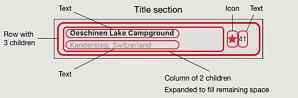 Text
Title section
Icon
Text
Row with
3 children
Oeschinen Lake Campground
Kandersteg, Switzerland
41
Text
Column of 2 children
Expanded to fill remaining space